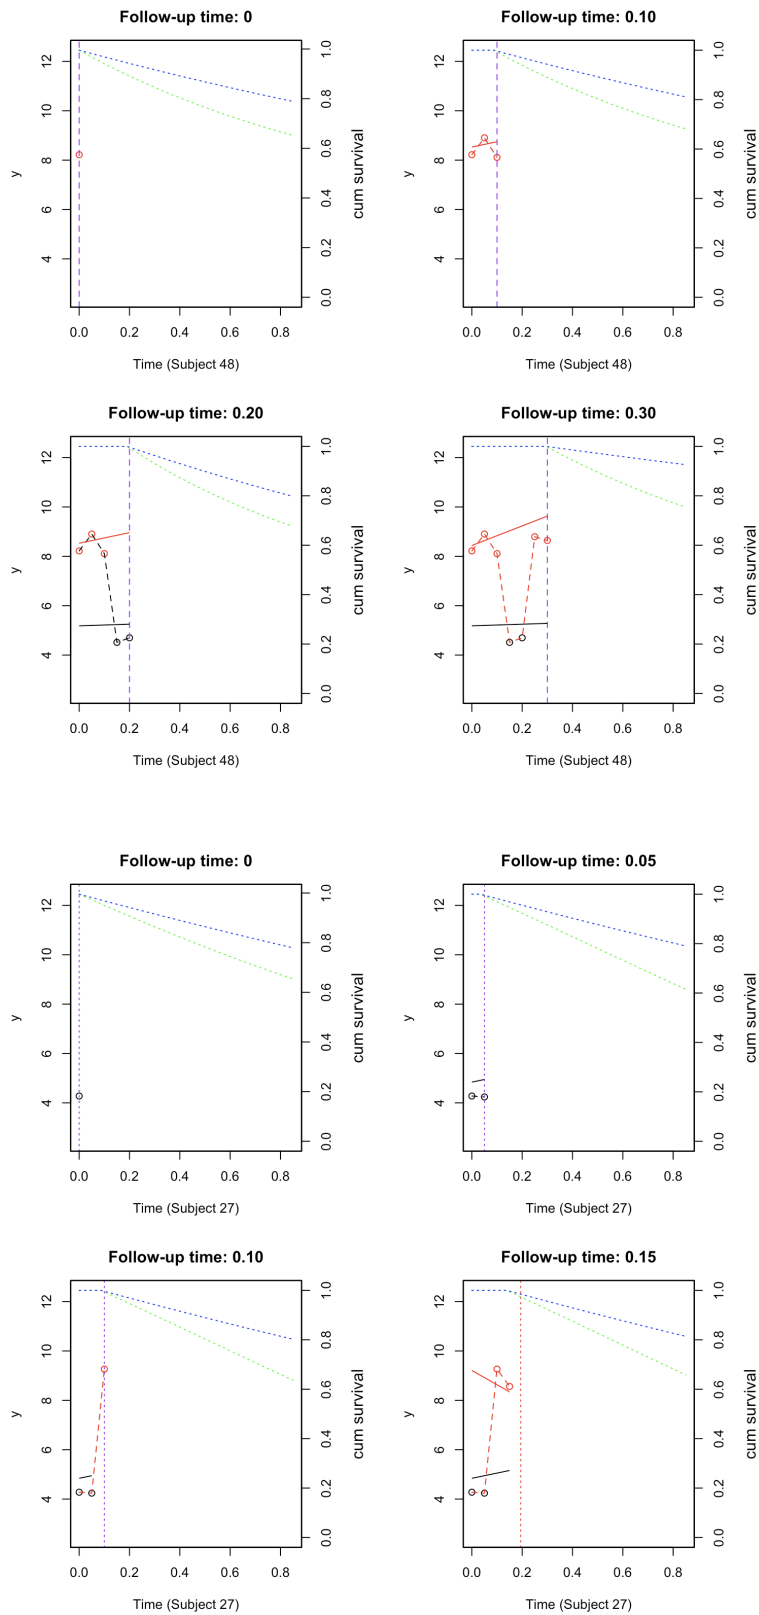 Follow-up time: 0
y
12
10
8
6
4
1.0
0.8
0.6
0.4
0.2
0.0
cum survival
0.0 0.2 0.4 0.6 0.8
Time (Subject 48)
Follow-up time: 0.10
y
12
10
8
6
4
1.0
0.8
0.6
0.4
0.2
0.0
cum survival
0.0 0.2 0.4 0.6 0.8
Time (Subject 48)
Follow-up time: 0.20
y
12
10
8
6
4
1.0
0.8
0.6
0.4
0.2
0.0
cum survival
0.0 0.2 0.4 0.6 0.8
Time (Subject 48)
Follow-up time: 0.30
y
12
10
8
6
4
1.0
0.8
0.6
0.4
0.2
0.0
cum survival
0.0 0.2 0.4 0.6 0.8
Time (Subject 48)
Follow-up time: 0
y
12
10
8
6
4
1.0
0.8
0.6
0.4
0.2
0.0
cum survival
0.0 0.2 0.4 0.6 0.8
Time (Subject 27)
Follow-up time: 0.05
y
12
10
8
6
4
1.0
0.8
0.6
0.4
0.2
0.0
cum survival
0.0 0.2 0.4 0.6 0.8
Time (Subject 27)
Follow-up time: 0.10
y
12
10
8
6
4
1.0
0.8
0.6
0.4
0.2
0.0
cum survival
0.0 0.2 0.4 0.6 0.8
Time (Subject 27)
Follow-up time: 0.15
y
12
10
8
6
4
1.0
0.8
0.6
0.4
0.2
0.0
cum survival
0.0 0.2 0.4 0.6 0.8
Time (Subject 27)